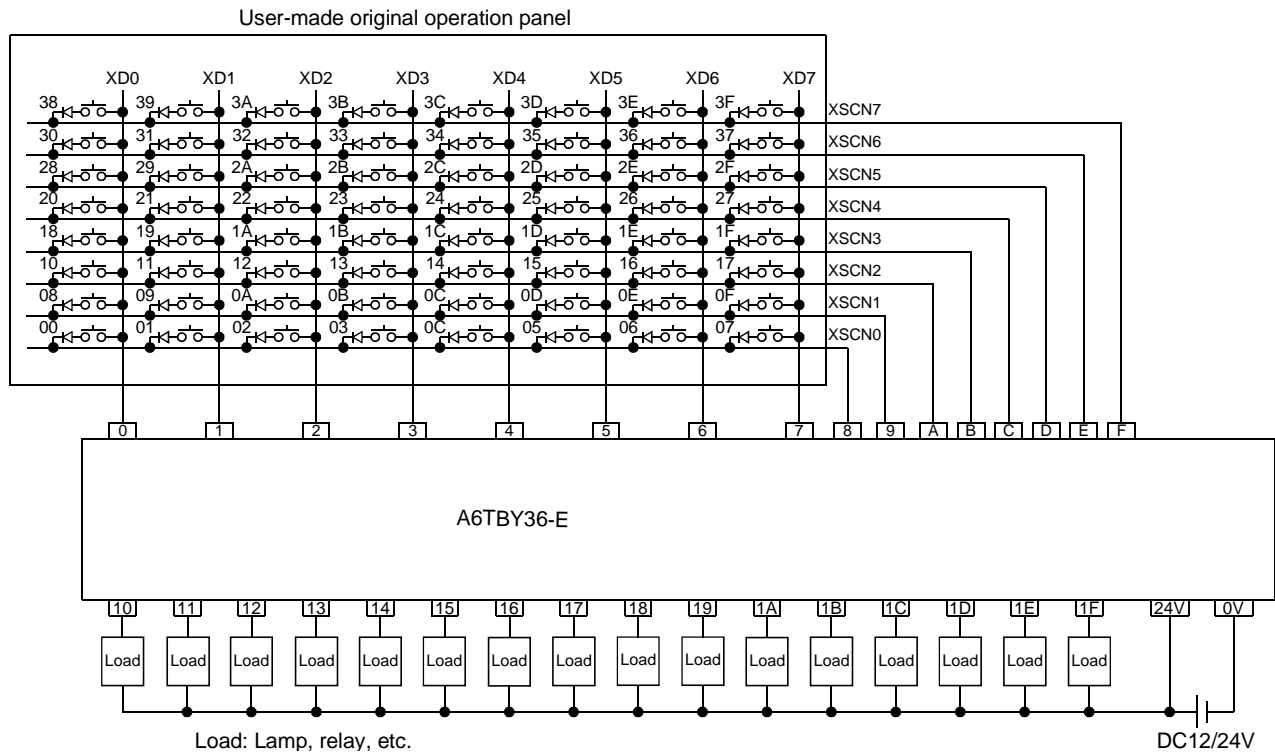 User-made original operation panel
XD0 XD1 XD2 XD3 XD4 XD5 XD6 XD7
38 39 3A 3B 3C 3D 3E 3F XSCN7
30 31 32 33 34 35 36 37 XSCN6
28 29 2A 2B 2C 2D 2E 2F XSCN5
20 21 22 23 24 25 26 27 XSCN4
18 19 1A 1B 1C 1D 1E 1F XSCN3
10 11 12 13 14 15 16 17 XSCN2
08 09 0A 0B 0C 0D 0E 0F XSCN1
00 01 02 03 0C 05 06 07 XSCN0
0 1 2 3 4 5 6 7 8 9 A B C D E F
A6TBY36-E
10 11 12 13 14 15 16 17 18 19 1A 1B 1C 1D 1E 1F 24V 0V
Load Load Load Load Load Load Load Load Load Load Load Load Load Load Load Load
Load: Lamp, relay, etc. DC12/24V